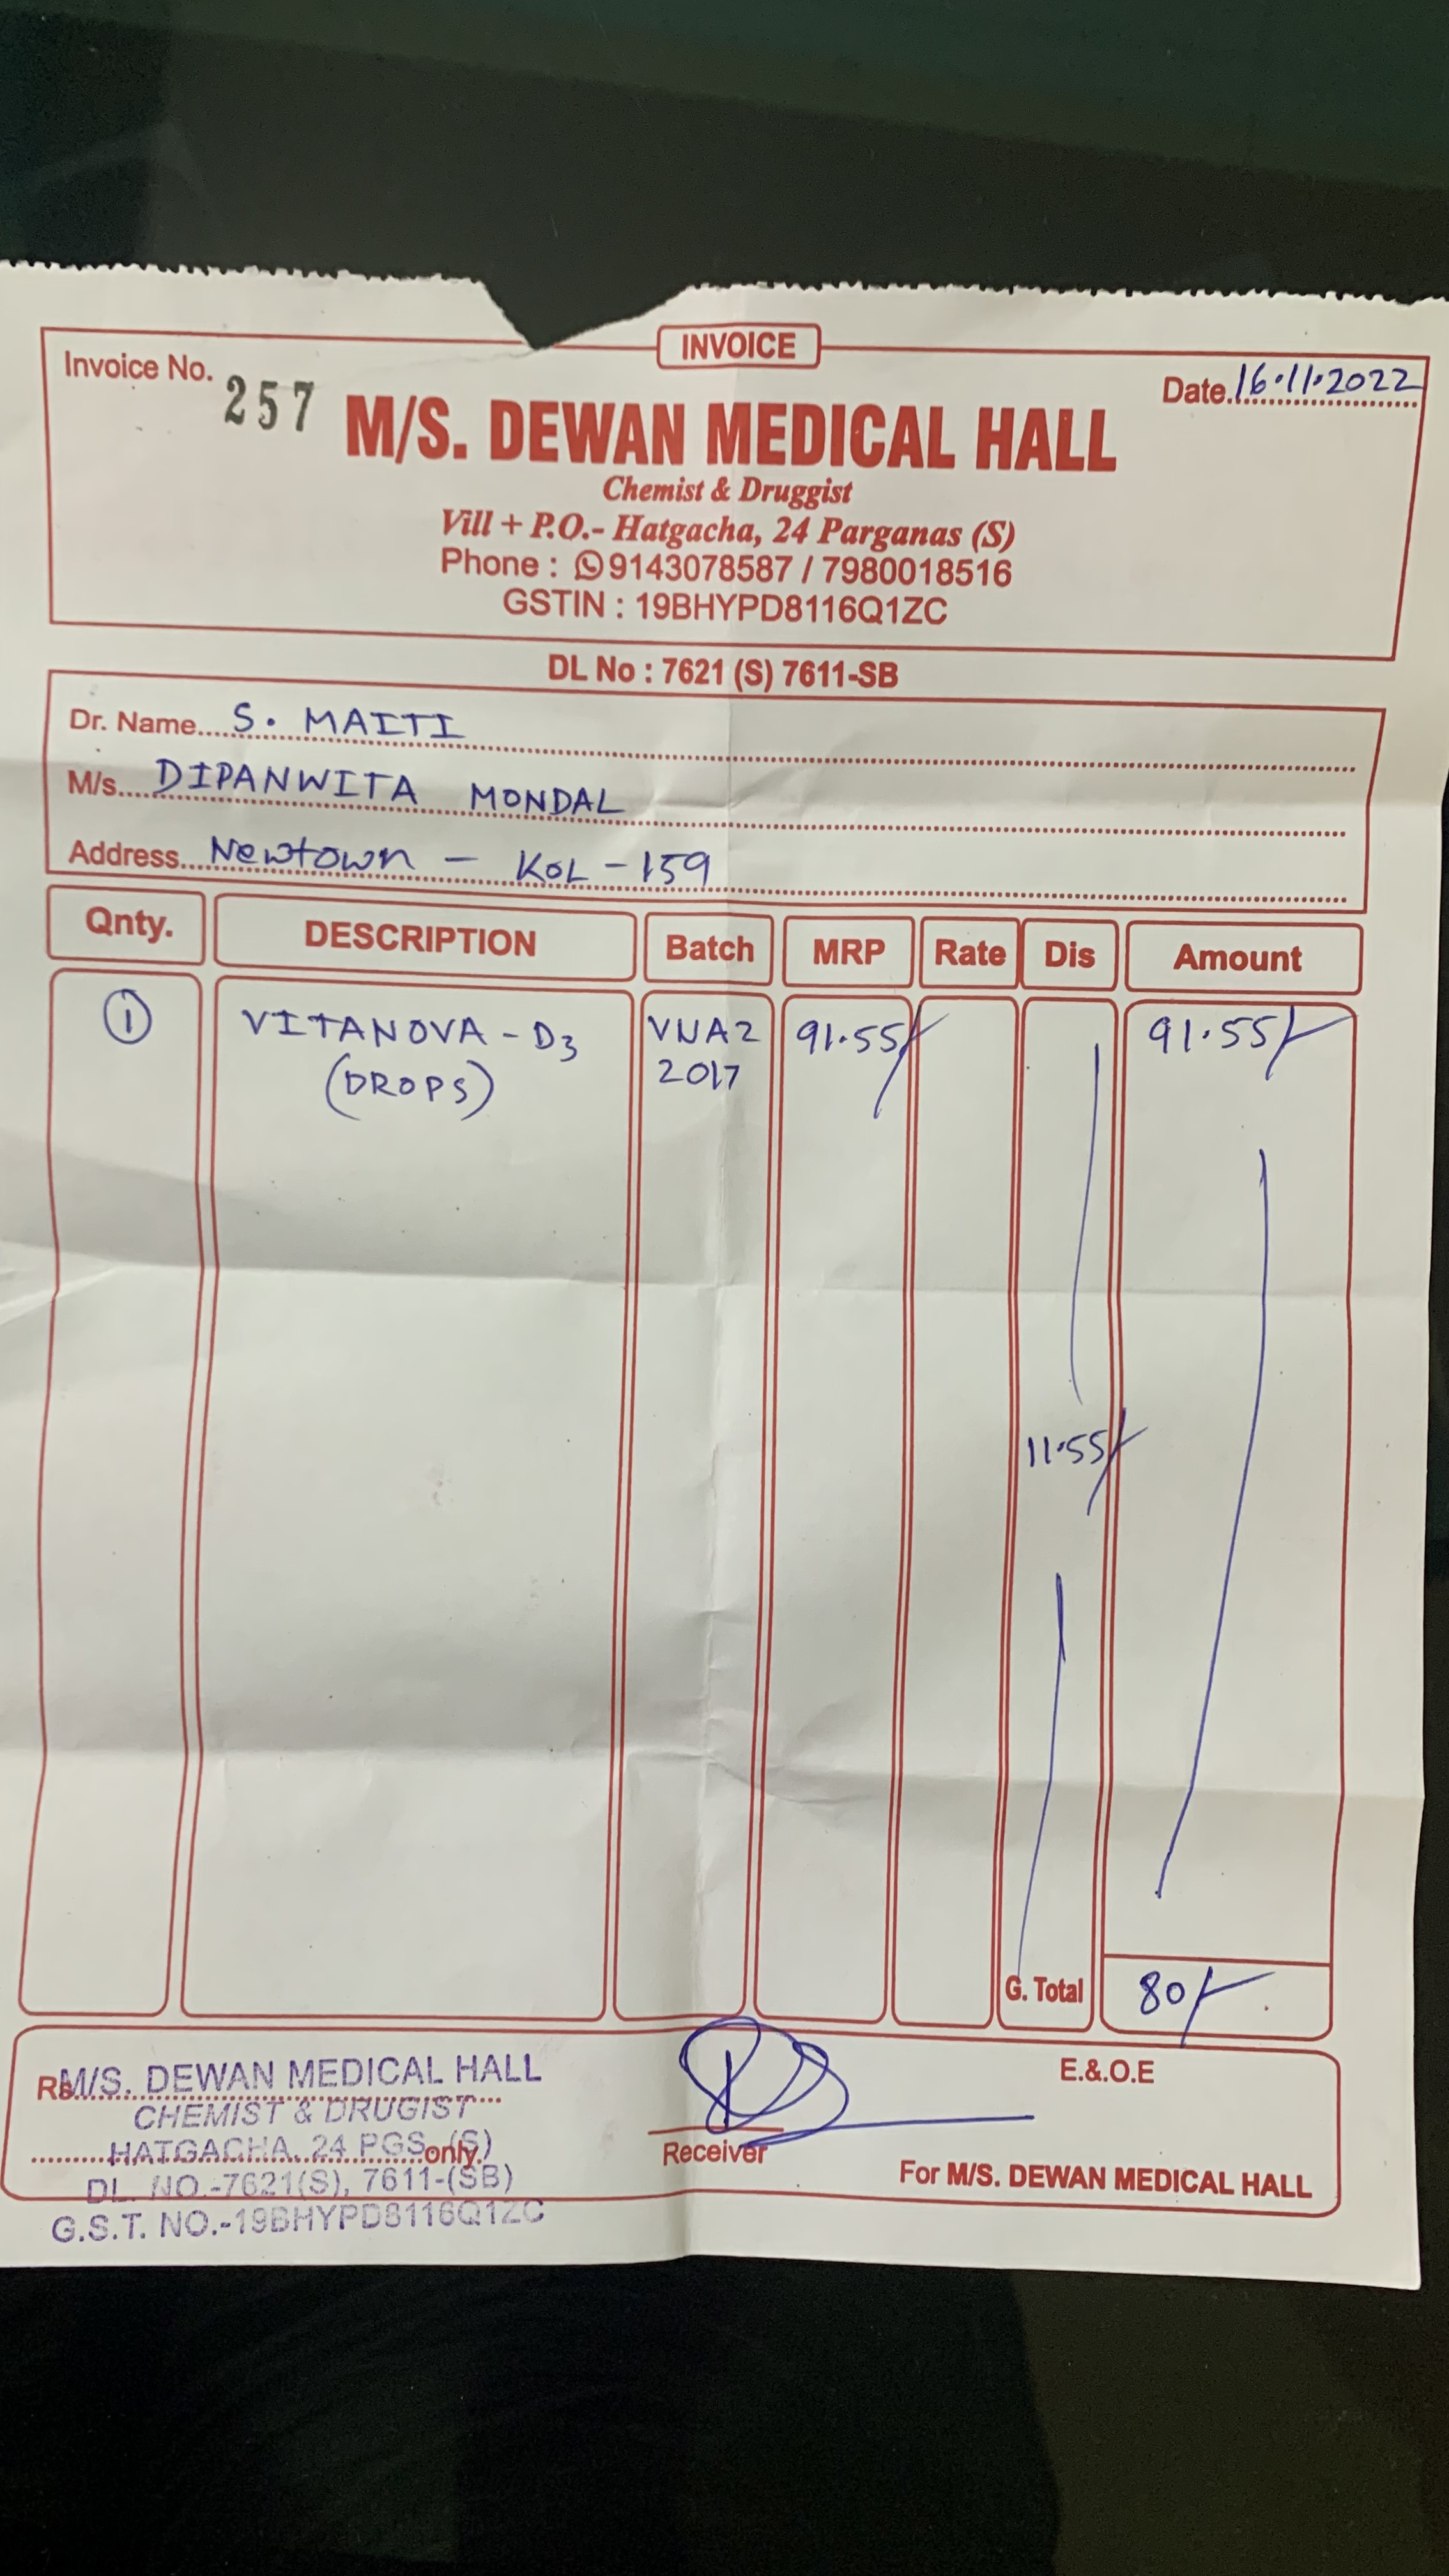 INVOICE
Invoice No. 257
Date 16.11.2022
M/S. DEWAN MEDICAL HALL
Chemist & Druggist
Vill + P.O.- Hatgacha, 24 Parganas (S)
Phone : 9143078587 / 7980018516
GSTIN : 19BHYPD8116Q1ZC
DL No : 7621 (S) 7611-SB
Dr. Name S. MAITI
M/s. DIPANWITA MONDAL
Address Newtown - KOL - 159
Qnty. DESCRIPTION Batch MRP Rate Dis Amount
1 VITANOVA - D3 VNA2 91.55/- 91.55/-
(DROPS) 2017
11.55/-
G. Total 80/-
Rs. M/S. DEWAN MEDICAL HALL
CHEMIST & DRUGIST
HATGACHA, 24 PGS (S) only.
DL NO.-7621(S), 7611-(SB)
G.S.T. NO.-19BHYPD8116Q1ZC
Receiver
E.&.O.E
For M/S. DEWAN MEDICAL HALL